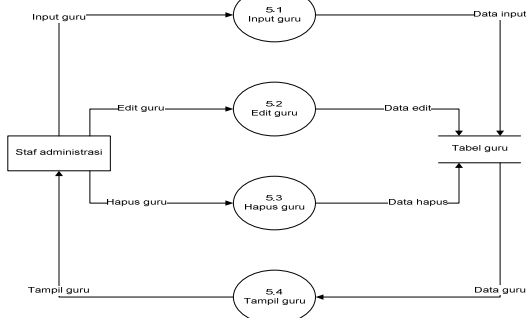 5.1
Input guru
Input guru
Data input
5.2
Edit guru
Edit guru
Data edit
Staf administrasi
Tabel guru
5.3
Hapus guru
Hapus guru
Data hapus
Tampil guru
5.4
Tampil guru
Data guru